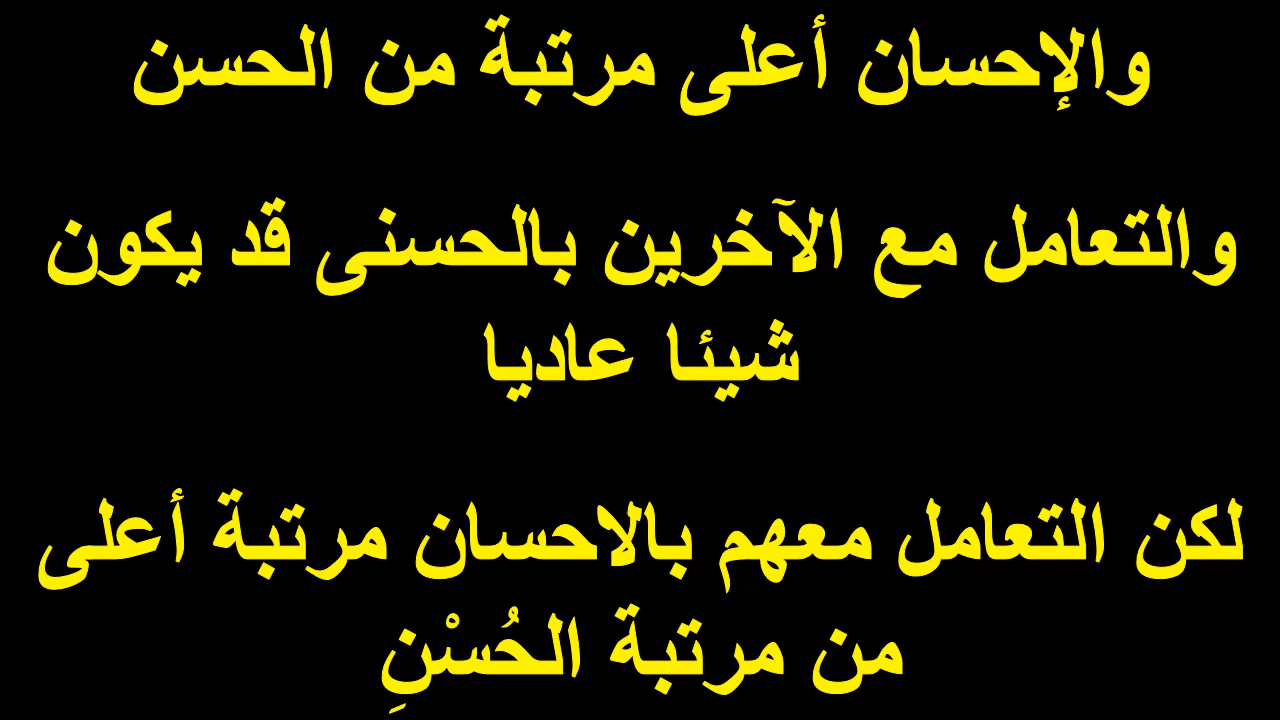 والإحسان أعلى مرتبة من الحسن
والتعامل مع الآخرين بالحسنى قد يكون
شيئا عاديا
لكن التعامل معهم بالاحسان مرتبة أعلى
من مرتبة الحُسْنِ